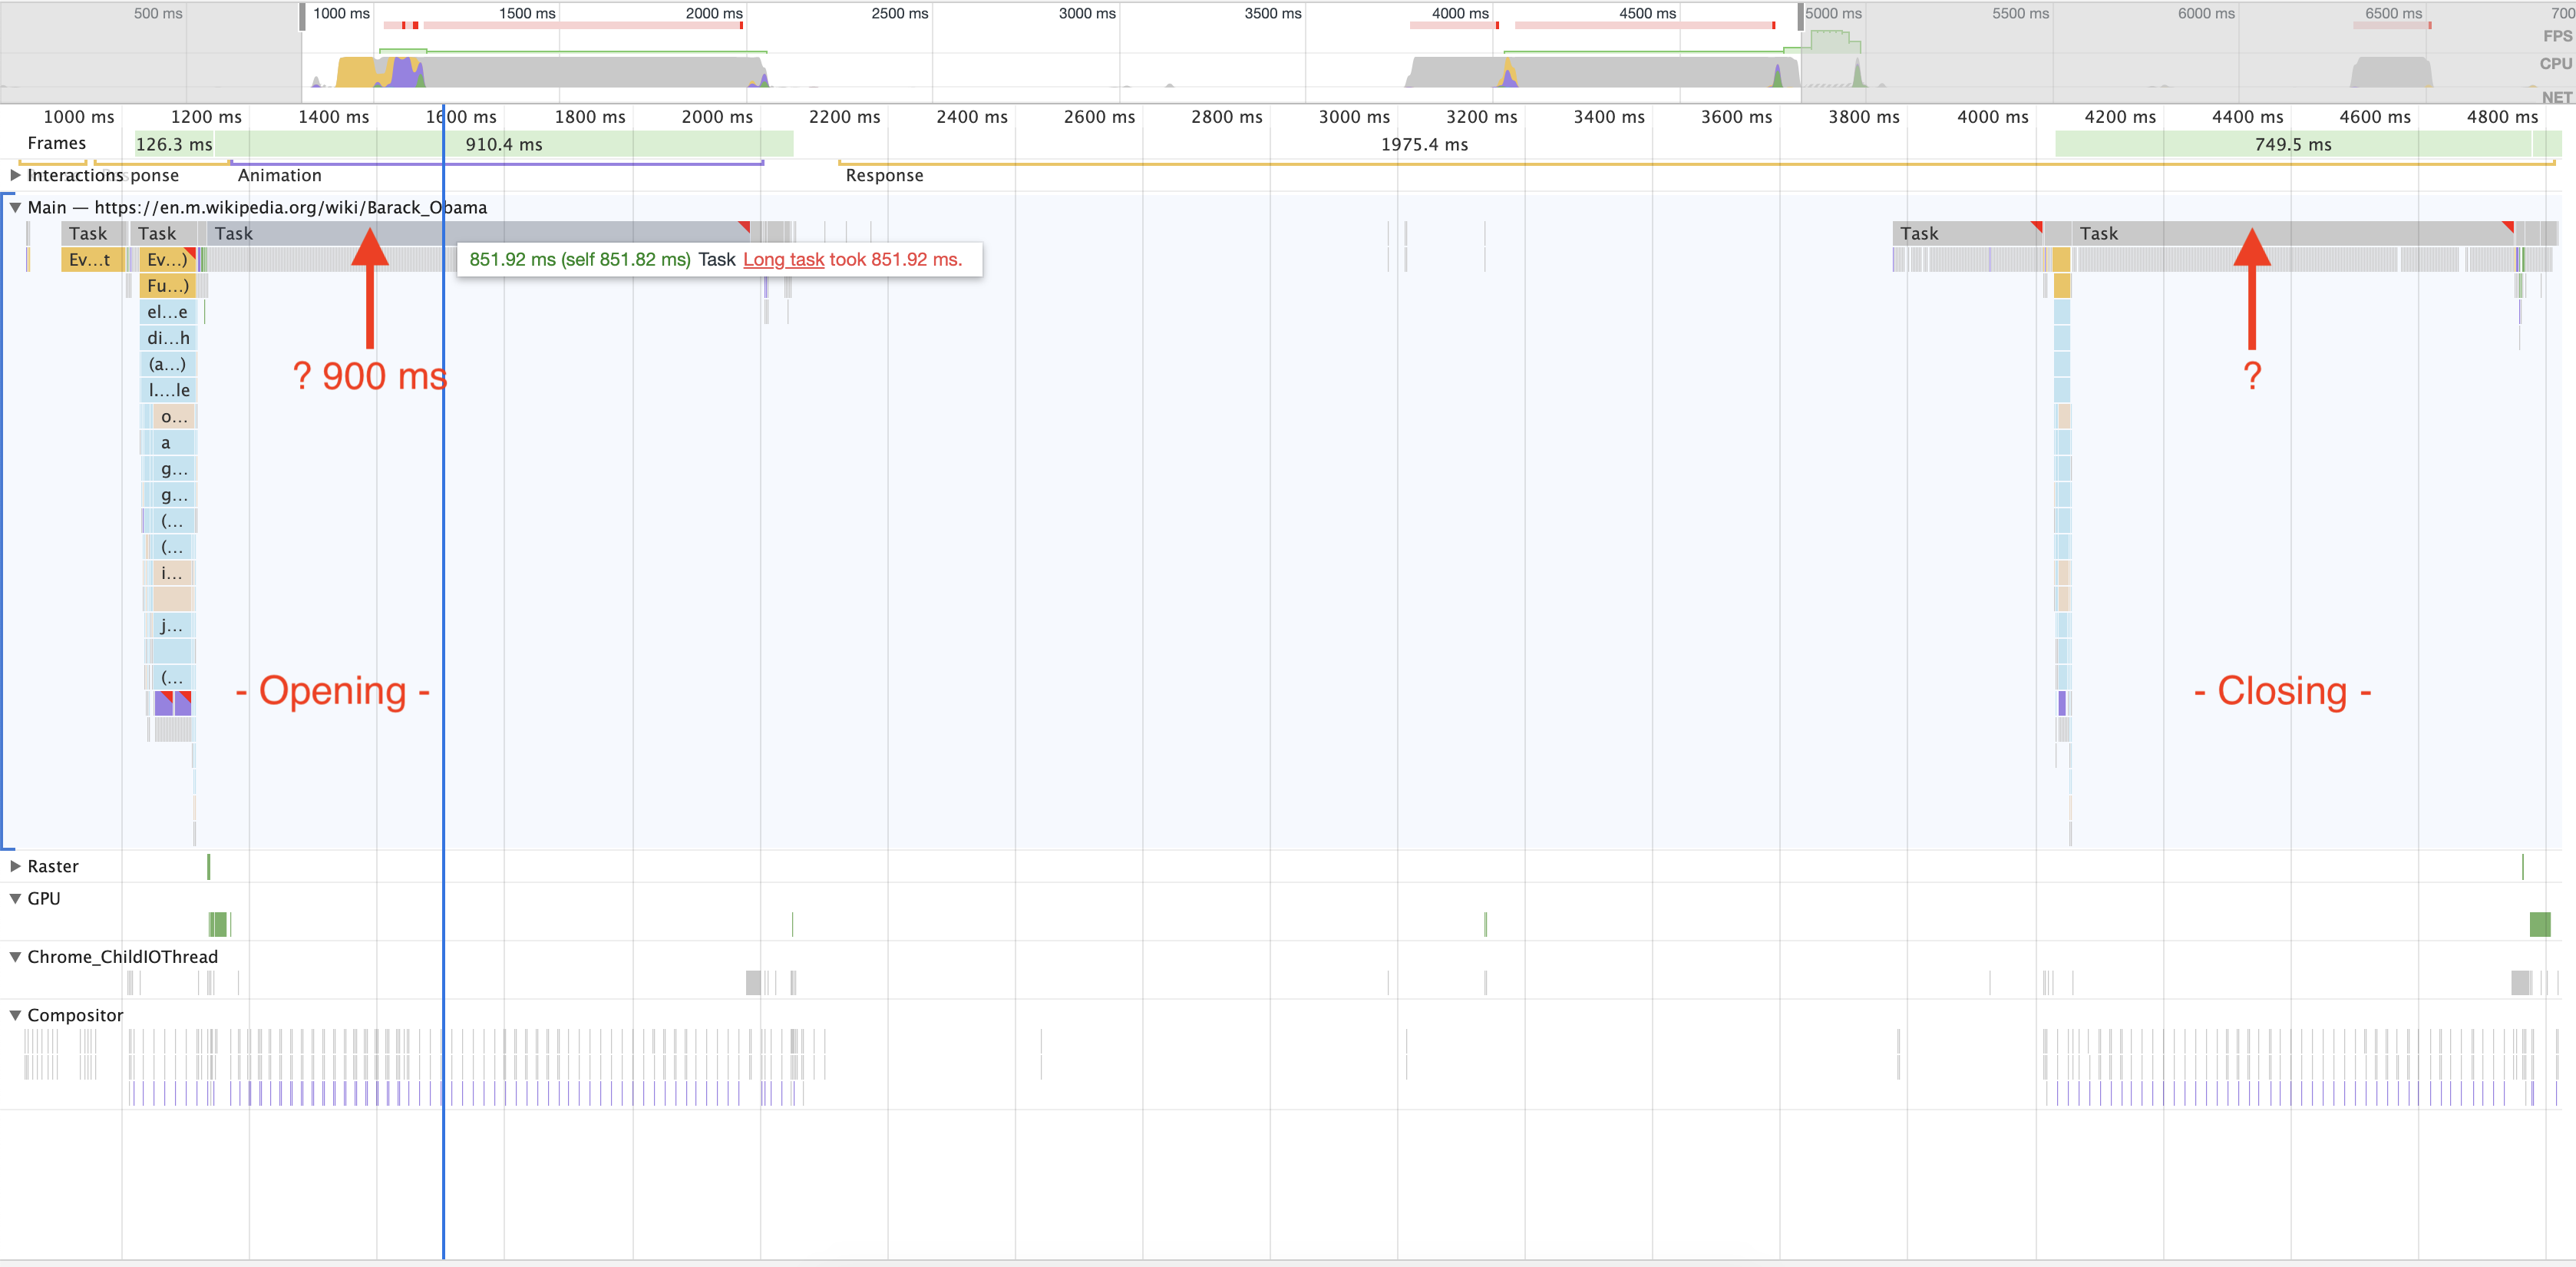 500 ms 1000 ms 1500 ms 2000 ms 2500 ms 3000 ms 3500 ms 4000 ms 4500 ms 5000 ms 5500 ms 6000 ms 6500 ms 700
FPS
CPU
NET
1000 ms 1200 ms 1400 ms 1600 ms 1800 ms 2000 ms 2200 ms 2400 ms 2600 ms 2800 ms 3000 ms 3200 ms 3400 ms 3600 ms 3800 ms 4000 ms 4200 ms 4400 ms 4600 ms 4800 ms
Frames 126.3 ms 910.4 ms 1975.4 ms 749.5 ms
Interactions ponse Animation Response
Main — https://en.m.wikipedia.org/wiki/Barack_Obama
Task Task Task Task Task
Ev...t Ev...) 851.92 ms (self 851.82 ms) Task Long task took 851.92 ms.
Fu...)
el...e
di...h
(a...)
l....le
? 900 ms ?
o...
a
g...
g...
(...
(...
i...
j...
(...
- Opening - - Closing -
Raster
GPU
Chrome_ChildIOThread
Compositor